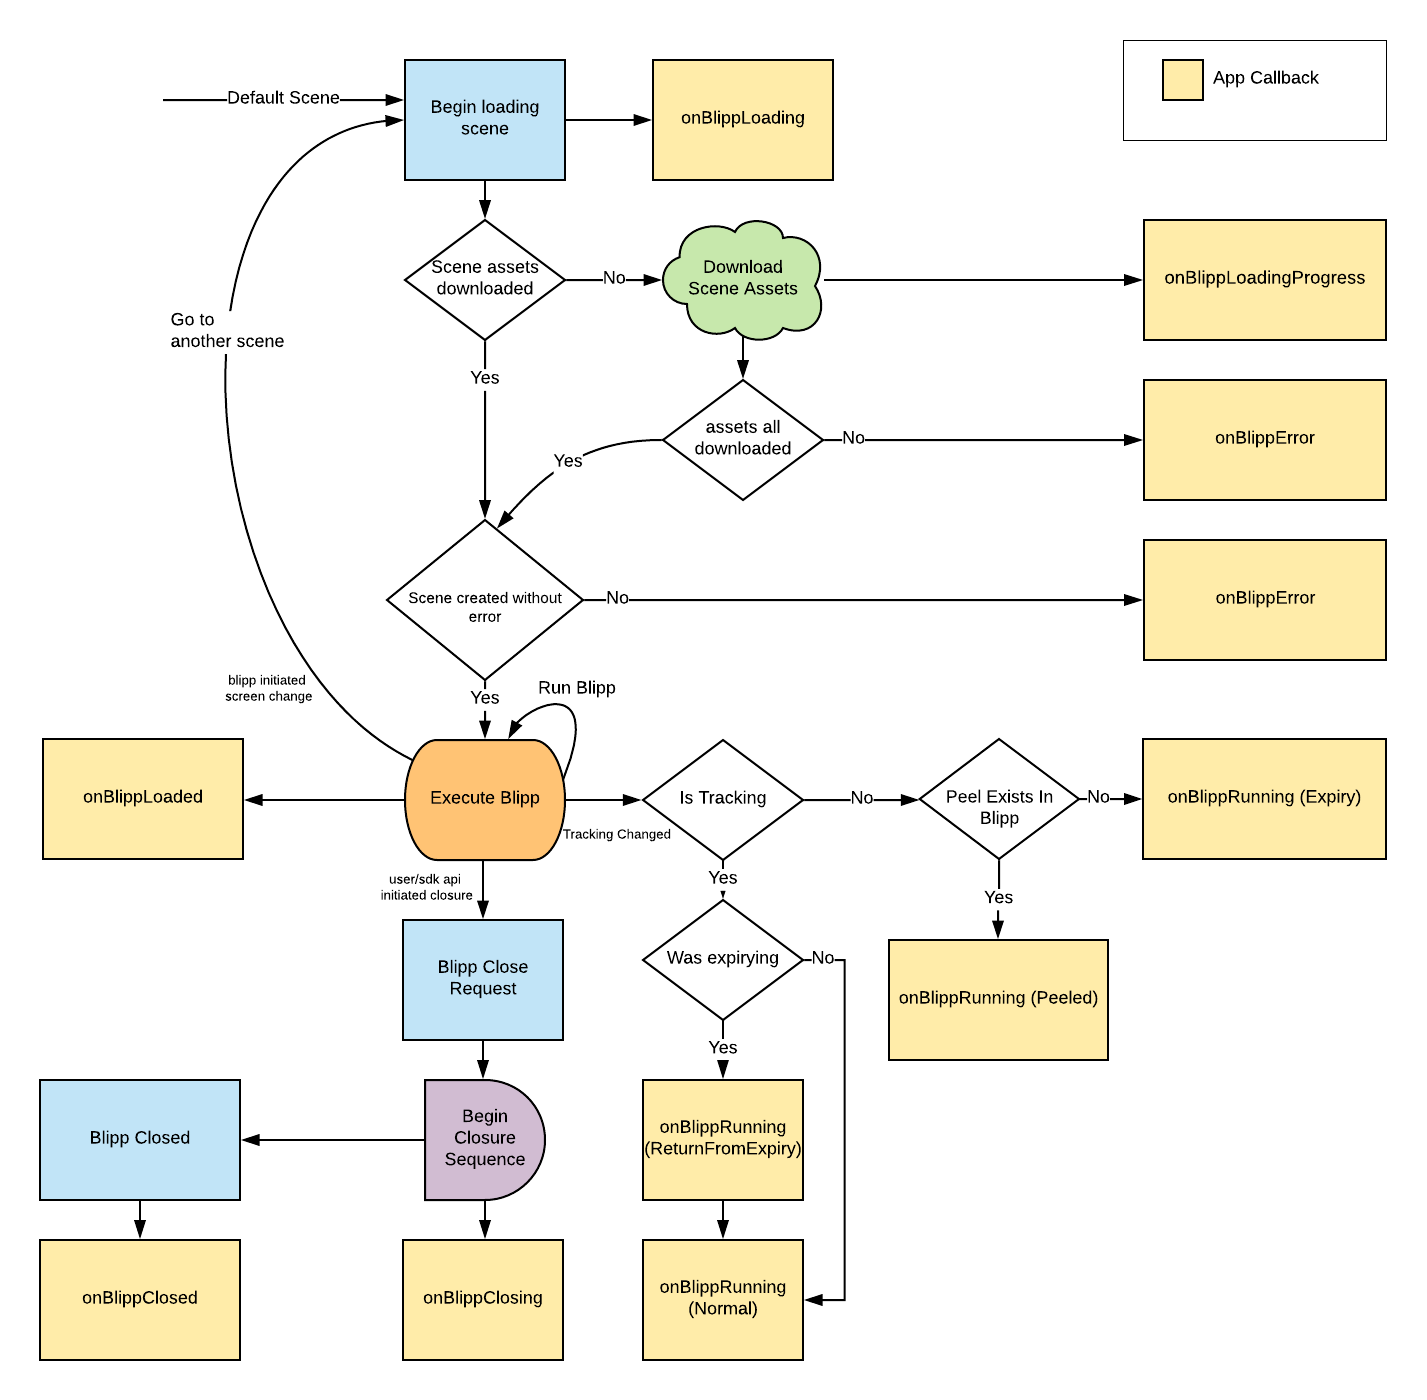 Default Scene
Begin loading
scene
onBlippLoading
App Callback
Scene assets
downloaded
No
Download
Scene Assets
onBlippLoadingProgress
Go to
another scene
Yes
assets all
downloaded
No
onBlippError
Yes
Scene created without
error
No
onBlippError
blipp initiated
screen change
Yes
Run Blipp
onBlippLoaded
Execute Blipp
Tracking Changed
Is Tracking
No
Peel Exists In
Blipp
No
onBlippRunning (Expiry)
user/sdk api
initiated closure
Yes
Yes
Blipp Close
Request
Was expirying
No
onBlippRunning (Peeled)
Yes
Blipp Closed
Begin
Closure
Sequence
onBlippRunning
(ReturnFromExpiry)
onBlippClosed
onBlippClosing
onBlippRunning
(Normal)